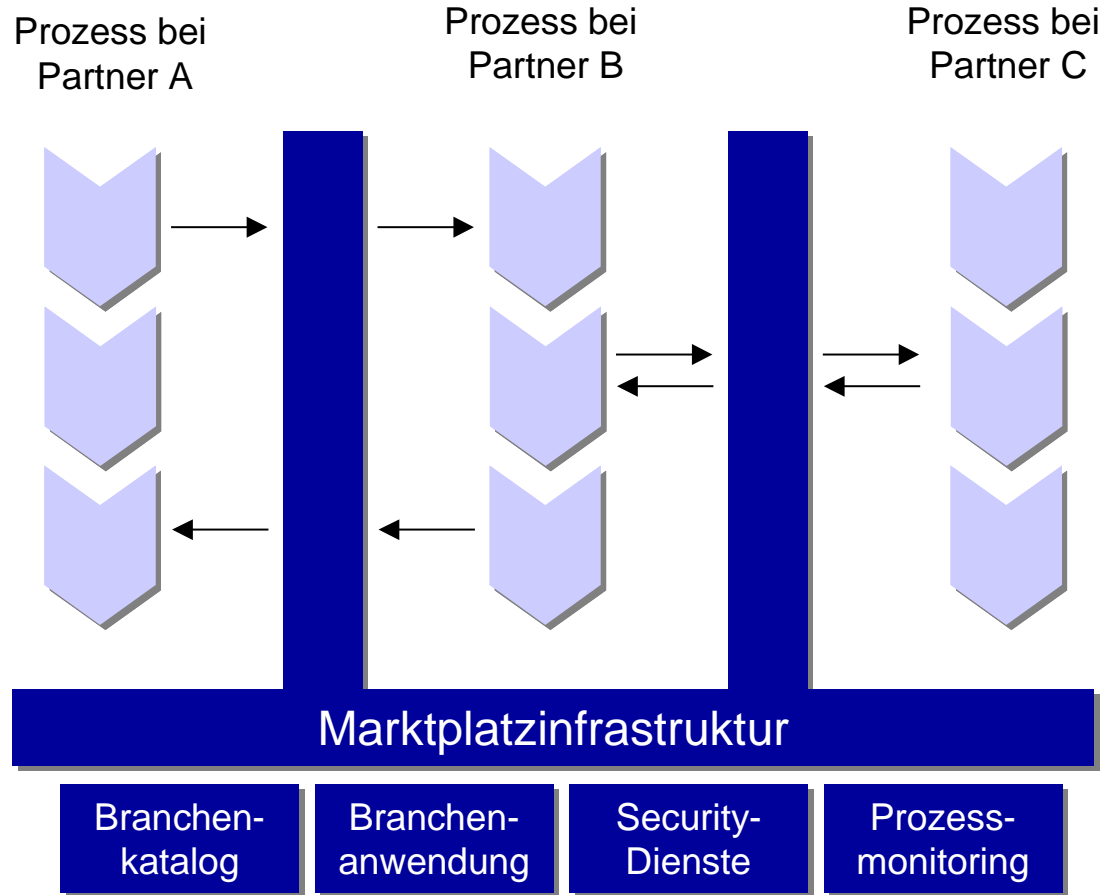 Prozess bei
Partner A
Prozess bei
Partner B
Prozess bei
Partner C
Marktplatzinfrastruktur
Branchen-
katalog
Branchen-
anwendung
Security-
Dienste
Prozess-
monitoring